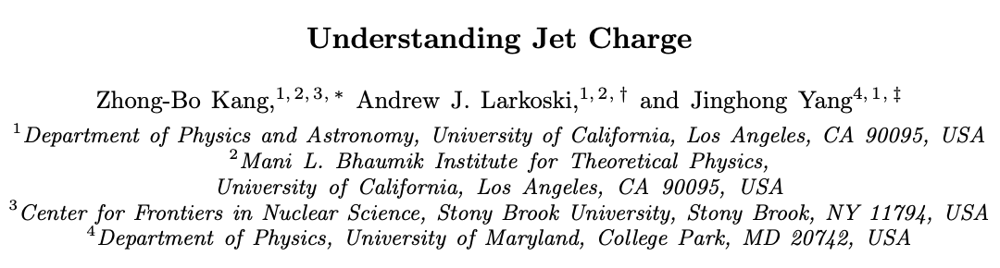 Understanding Jet Charge
Zhong-Bo Kang,1, 2, 3, * Andrew J. Larkoski,1, 2, † and Jinghong Yang4, 1, ‡
1Department of Physics and Astronomy, University of California, Los Angeles, CA 90095, USA
2Mani L. Bhaumik Institute for Theoretical Physics,
University of California, Los Angeles, CA 90095, USA
3Center for Frontiers in Nuclear Science, Stony Brook University, Stony Brook, NY 11794, USA
4Department of Physics, University of Maryland, College Park, MD 20742, USA